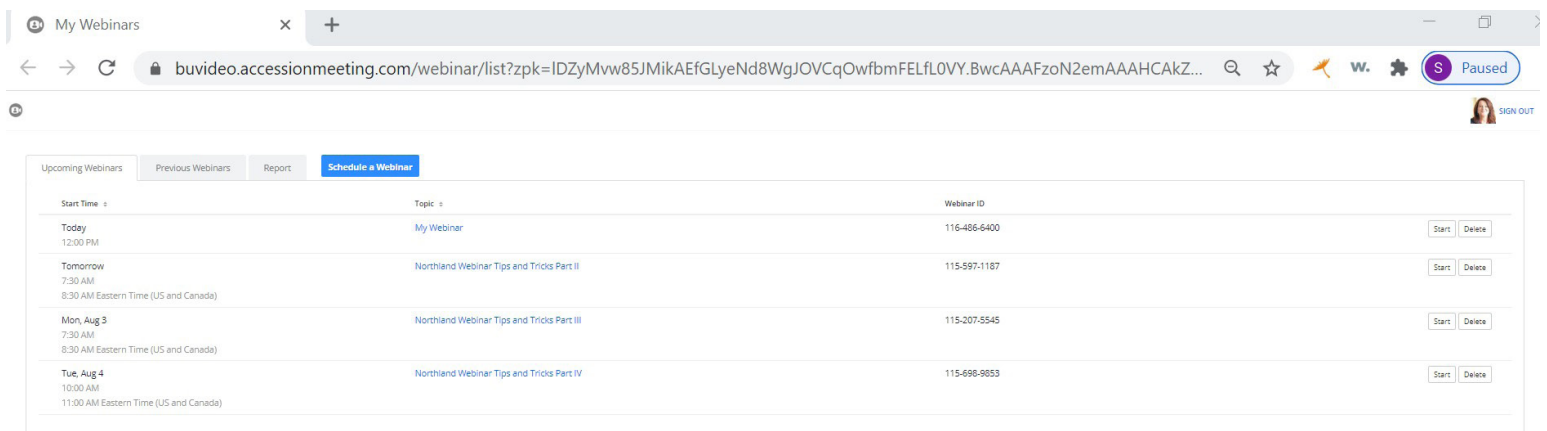 My Webinars
buvideo.accessionmeeting.com/webinar/list?zpk=lDZyMvw85JMikAEfGLyeNd8WgJOVCqOwfbmFELfL0VY.BwcAAAFzoN2emAAAHCAkZ...
W.
S Paused
SIGN OUT
Upcoming Webinars Previous Webinars Report Schedule a Webinar
Start Time Topic Webinar ID
Today My Webinar 116-486-6400 Start Delete
12:00 PM
Tomorrow Northland Webinar Tips and Tricks Part II 115-597-1187 Start Delete
7:30 AM
8:30 AM Eastern Time (US and Canada)
Mon, Aug 3 Northland Webinar Tips and Tricks Part III 115-207-5545 Start Delete
7:30 AM
8:30 AM Eastern Time (US and Canada)
Tue, Aug 4 Northland Webinar Tips and Tricks Part IV 115-698-9853 Start Delete
10:00 AM
11:00 AM Eastern Time (US and Canada)